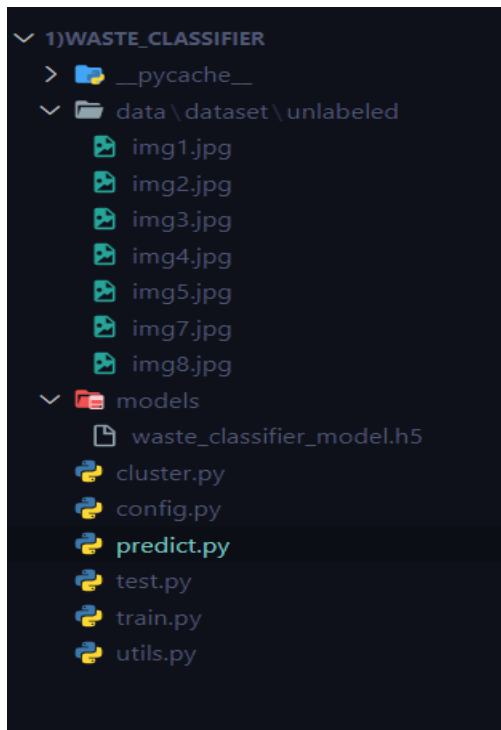 1)WASTE_CLASSIFIER
__pycache__
data\dataset\unlabeled
img1.jpg
img2.jpg
img3.jpg
img4.jpg
img5.jpg
img7.jpg
img8.jpg
models
waste_classifier_model.h5
cluster.py
config.py
predict.py
test.py
train.py
utils.py